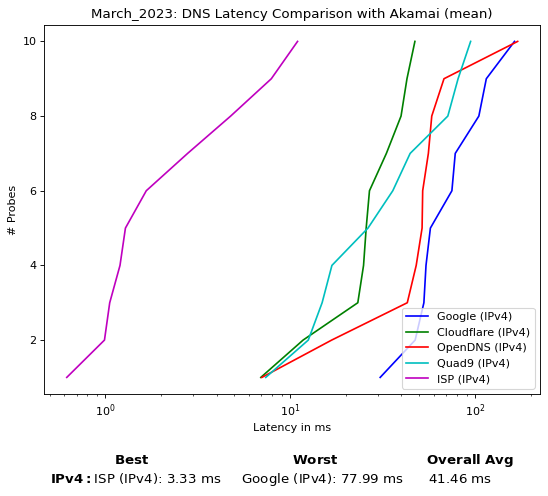 March_2023: DNS Latency Comparison with Akamai (mean)
# Probes
10
8
6
4
2
Google (IPv4)
Cloudflare (IPv4)
OpenDNS (IPv4)
Quad9 (IPv4)
ISP (IPv4)
10⁰ 10¹ 10²
Latency in ms
Best Worst Overall Avg
IPv4: ISP (IPv4): 3.33 ms Google (IPv4): 77.99 ms 41.46 ms